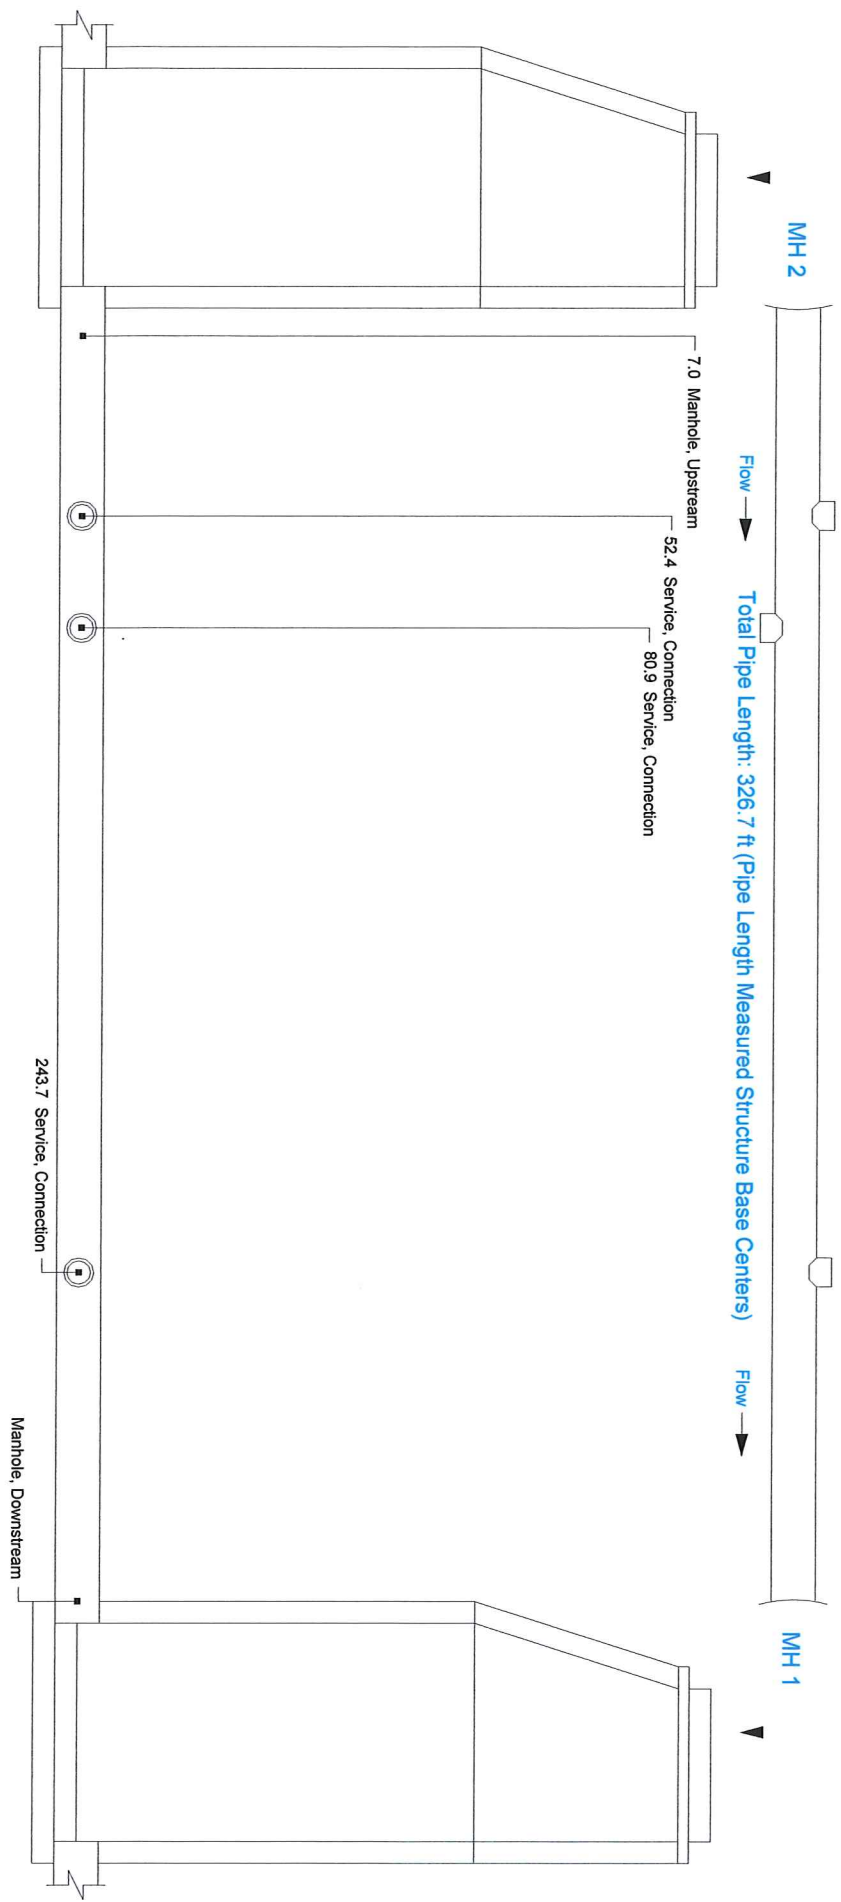 MH 2
MH 1
Flow
Total Pipe Length: 326.7 ft (Pipe Length Measured Structure Base Centers)
Flow
7.0 Manhole, Upstream
52.4 Service, Connection
80.9 Service, Connection
243.7 Service, Connection
Manhole, Downstream